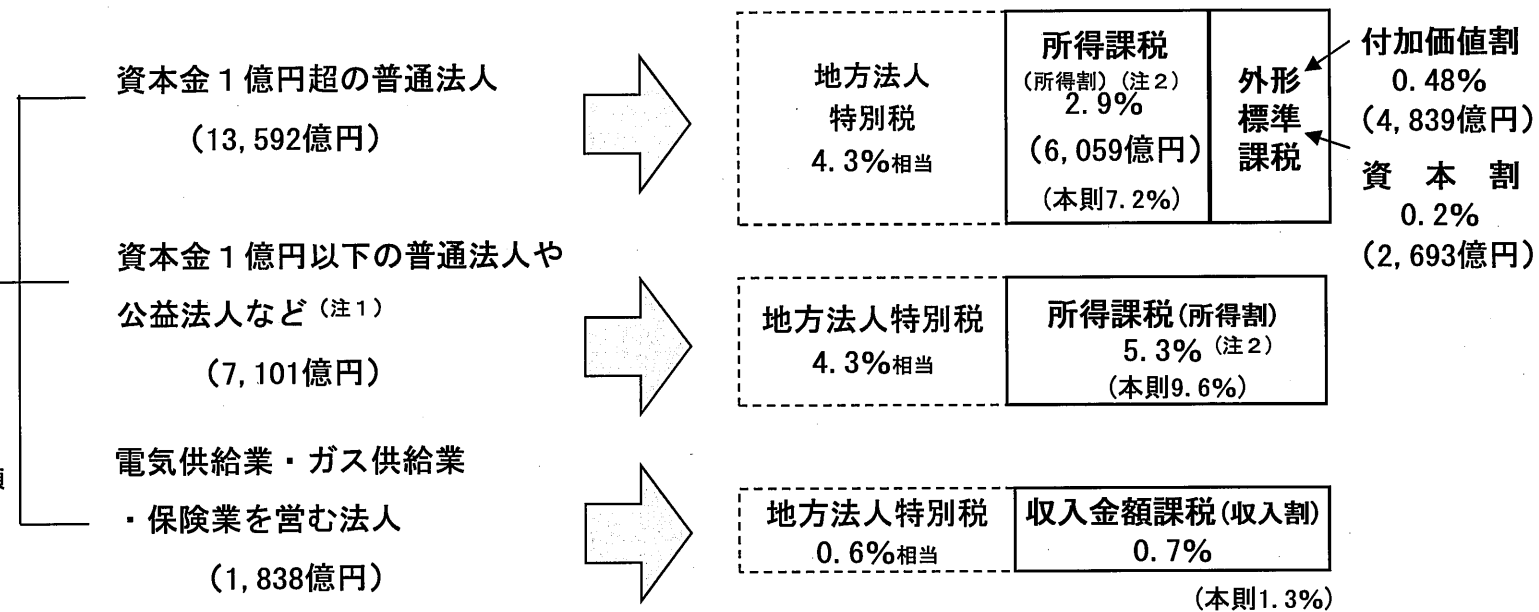 資本金１億円超の普通法人
(13,592億円)
地方法人
特別税
4.3%相当
所得課税
(所得割)(注２)
2.9%
(6,059億円)
(本則7.2%)
外形
標準
課税
付加価値割
0.48%
(4,839億円)
資本割
0.2%
(2,693億円)
資本金１億円以下の普通法人や
公益法人など(注１)
(7,101億円)
地方法人特別税
4.3%相当
所得課税(所得割)
5.3%(注２)
(本則9.6%)
電気供給業・ガス供給業
・保険業を営む法人
(1,838億円)
地方法人特別税
0.6%相当
収入金額課税(収入割)
0.7%
(本則1.3%)